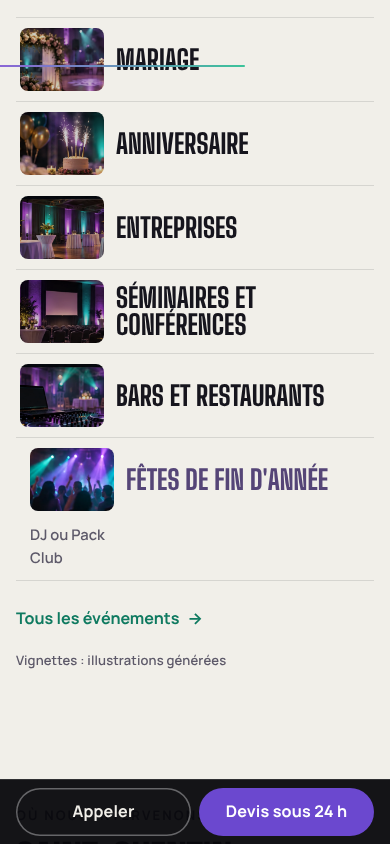 MARIAGE
ANNIVERSAIRE
ENTREPRISES
SÉMINAIRES ET
CONFÉRENCES
BARS ET RESTAURANTS
FÊTES DE FIN D'ANNÉE
DJ ou Pack
Club
Tous les événements →
Vignettes : illustrations générées
Appeler
Devis sous 24 h